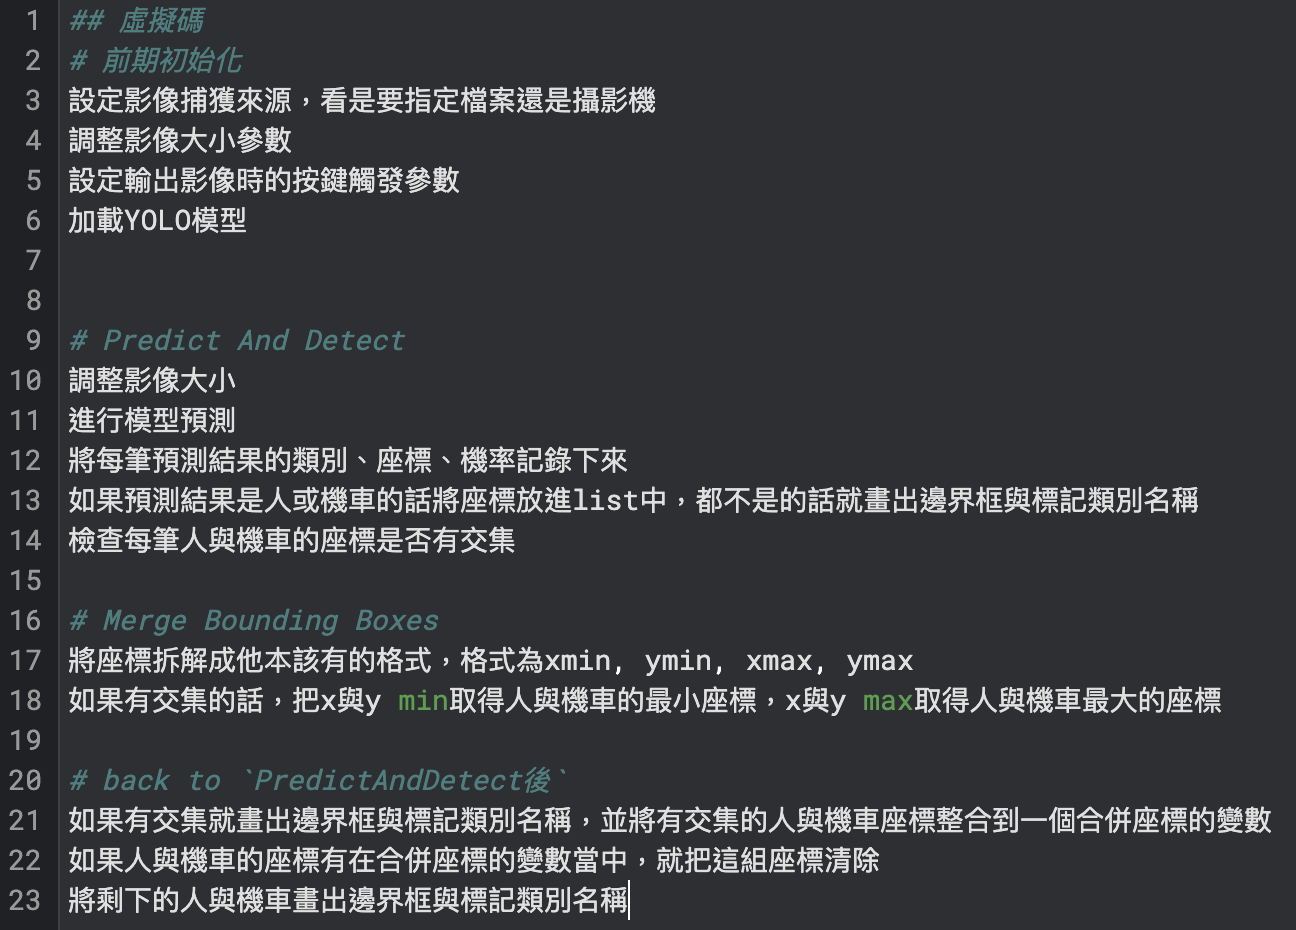 1 ## 虛擬碼
2 # 前期初始化
3 設定影像捕獲來源，看是要指定檔案還是攝影機
4 調整影像大小參數
5 設定輸出影像時的按鍵觸發參數
6 加載YOLO模型
7
8
9 # Predict And Detect
10 調整影像大小
11 進行模型預測
12 將每筆預測結果的類別、座標、機率記錄下來
13 如果預測結果是人或機車的話將座標放進list中，都不是的話就畫出邊界框與標記類別名稱
14 檢查每筆人與機車的座標是否有交集
15
16 # Merge Bounding Boxes
17 將座標拆解成他本該有的格式，格式為xmin, ymin, xmax, ymax
18 如果有交集的話，把x與y min取得人與機車的最小座標，x與y max取得人與機車最大的座標
19
20 # back to `PredictAndDetect後`
21 如果有交集就畫出邊界框與標記類別名稱，並將有交集的人與機車座標整合到一個合併座標的變數
22 如果人與機車的座標有在合併座標的變數當中，就把這組座標清除
23 將剩下的人與機車畫出邊界框與標記類別名稱